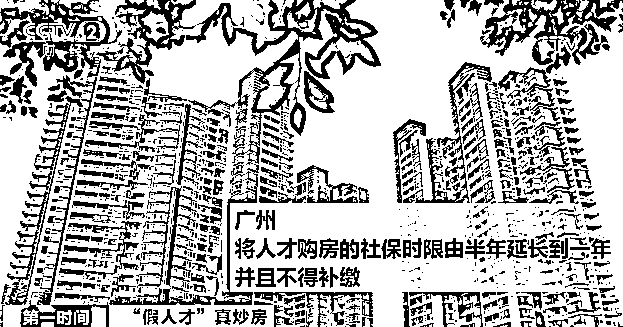 CCTV 2
财经
广州
将人才购房的社保时限由半年延长到一年
并且不得补缴
第一时间
“假人才”真炒房